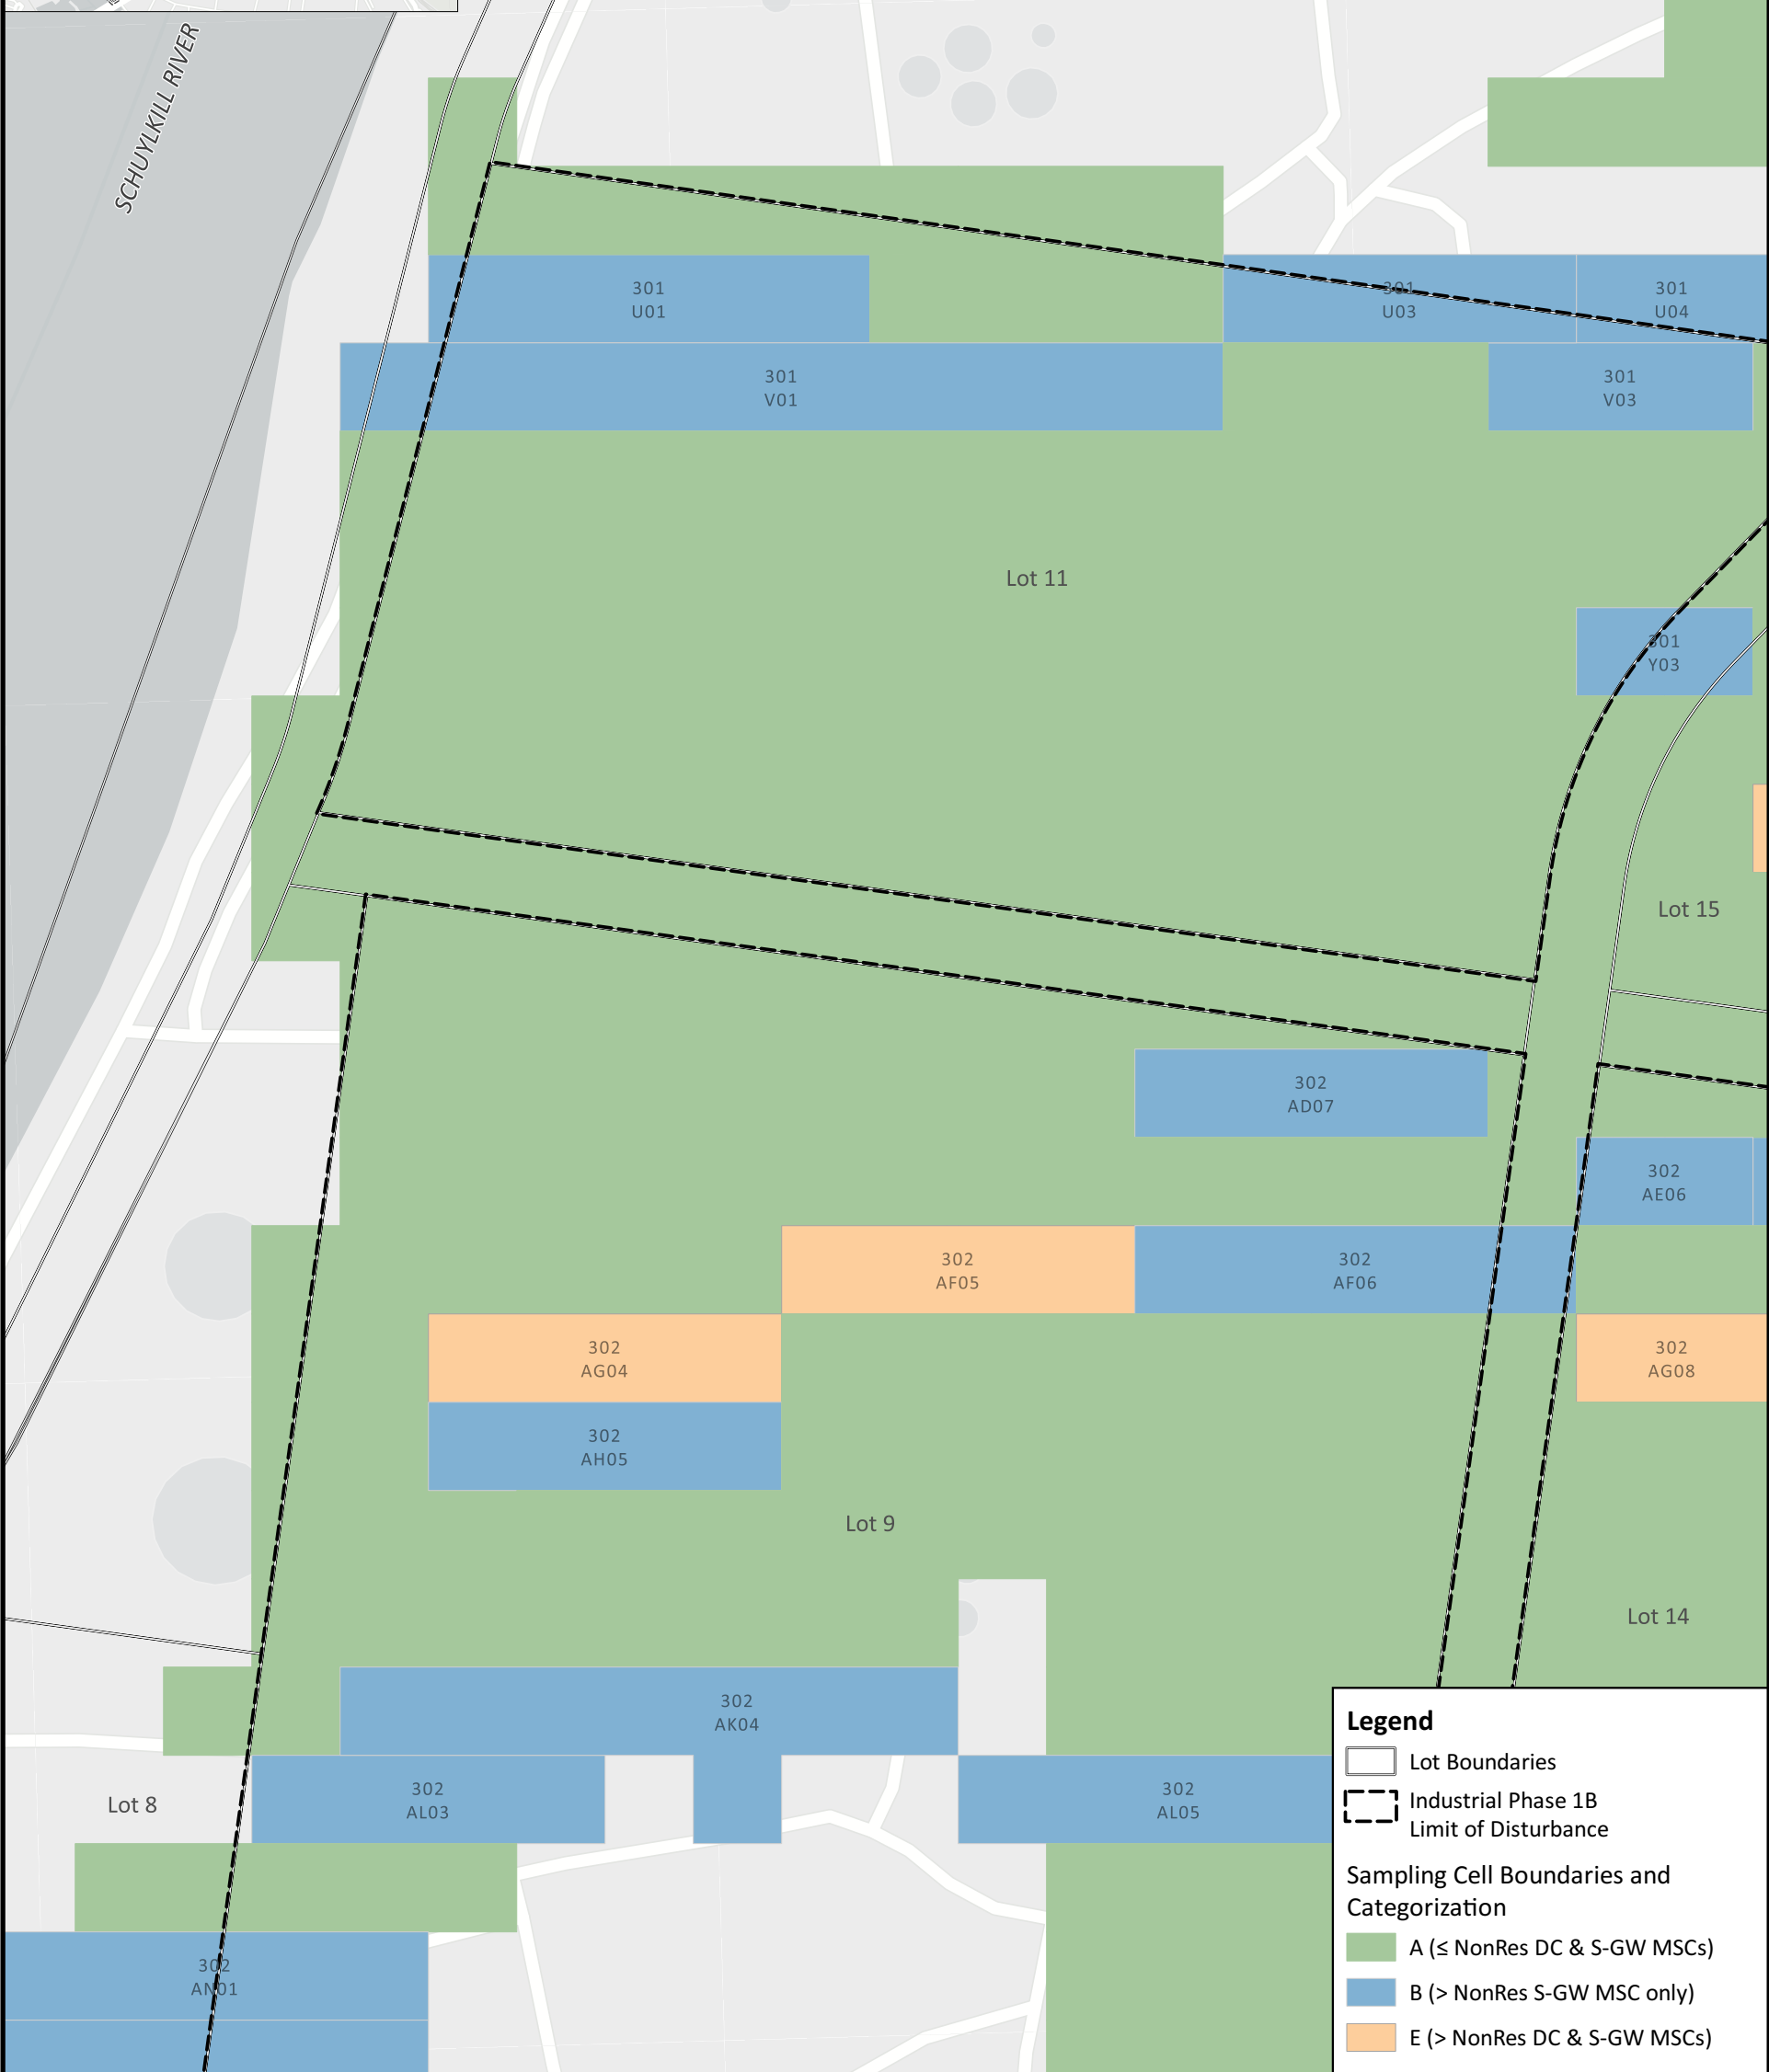 SCHUYLKILL RIVER
301
U01
301
U03
301
U04
301
V01
301
V03
Lot 11
301
Y03
Lot 15
302
AD07
302
AE06
302
AF05
302
AF06
302
AG04
302
AG08
302
AH05
Lot 9
Lot 14
302
AK04
302
AL03
302
AL05
Lot 8
302
AN01
Legend
Lot Boundaries
Industrial Phase 1B
Limit of Disturbance
Sampling Cell Boundaries and
Categorization
A (≤ NonRes DC & S-GW MSCs)
B (> NonRes S-GW MSC only)
E (> NonRes DC & S-GW MSCs)